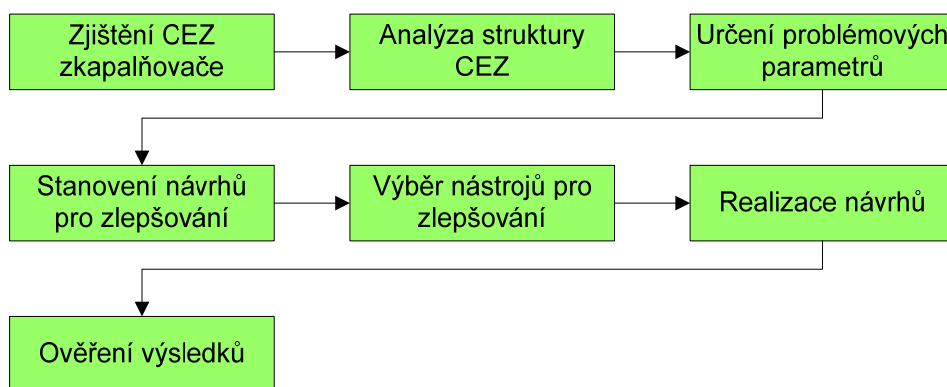 Zjištění CEZ
zkapalňovače
Analýza struktury
CEZ
Určení problémových
parametrů
Stanovení návrhů
pro zlepšování
Výběr nástrojů pro
zlepšování
Realizace návrhů
Ověření výsledků